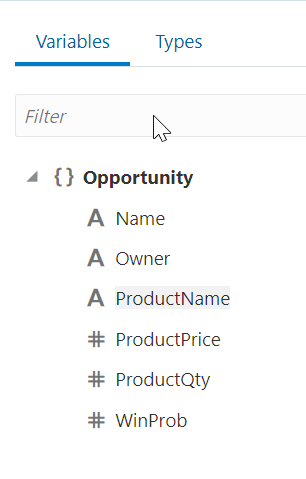 Variables Types
Filter
{ } Opportunity
A Name
A Owner
A ProductName
# ProductPrice
# ProductQty
# WinProb